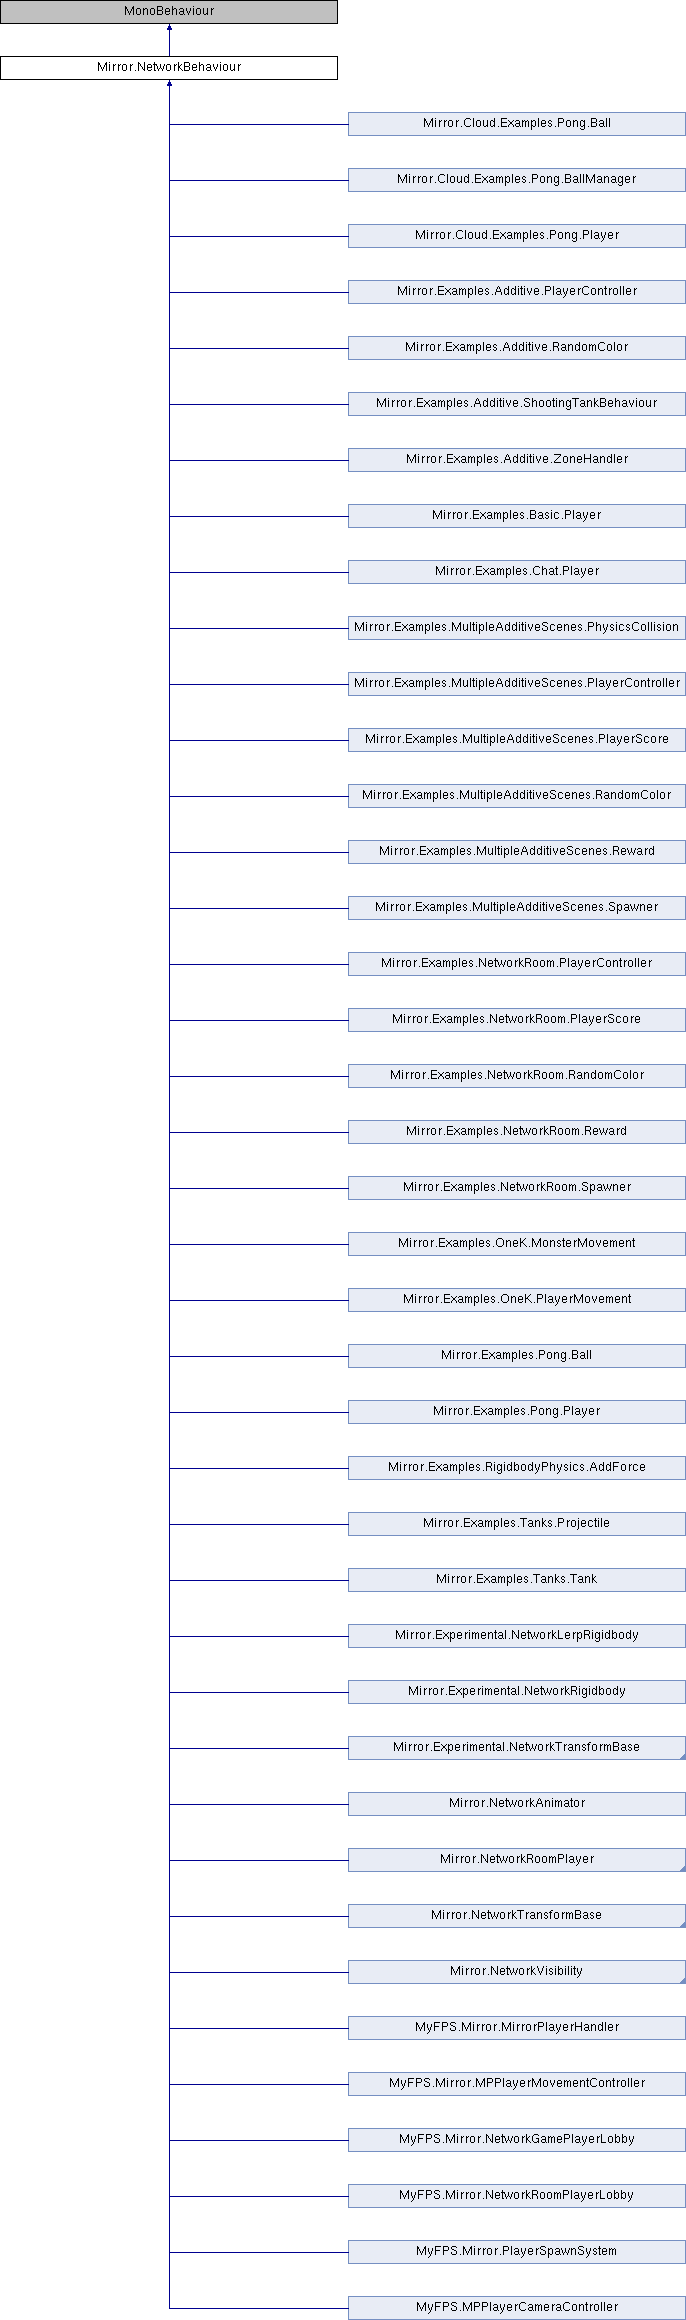 MonoBehaviour
Mirror.NetworkBehaviour
Mirror.Cloud.Examples.Pong.Ball
Mirror.Cloud.Examples.Pong.BallManager
Mirror.Cloud.Examples.Pong.Player
Mirror.Examples.Additive.PlayerController
Mirror.Examples.Additive.RandomColor
Mirror.Examples.Additive.ShootingTankBehaviour
Mirror.Examples.Additive.ZoneHandler
Mirror.Examples.Basic.Player
Mirror.Examples.Chat.Player
Mirror.Examples.MultipleAdditiveScenes.PhysicsCollision
Mirror.Examples.MultipleAdditiveScenes.PlayerController
Mirror.Examples.MultipleAdditiveScenes.PlayerScore
Mirror.Examples.MultipleAdditiveScenes.RandomColor
Mirror.Examples.MultipleAdditiveScenes.Reward
Mirror.Examples.MultipleAdditiveScenes.Spawner
Mirror.Examples.NetworkRoom.PlayerController
Mirror.Examples.NetworkRoom.PlayerScore
Mirror.Examples.NetworkRoom.RandomColor
Mirror.Examples.NetworkRoom.Reward
Mirror.Examples.NetworkRoom.Spawner
Mirror.Examples.OneK.MonsterMovement
Mirror.Examples.OneK.PlayerMovement
Mirror.Examples.Pong.Ball
Mirror.Examples.Pong.Player
Mirror.Examples.RigidbodyPhysics.AddForce
Mirror.Examples.Tanks.Projectile
Mirror.Examples.Tanks.Tank
Mirror.Experimental.NetworkLerpRigidbody
Mirror.Experimental.NetworkRigidbody
Mirror.Experimental.NetworkTransformBase
Mirror.NetworkAnimator
Mirror.NetworkRoomPlayer
Mirror.NetworkTransformBase
Mirror.NetworkVisibility
MyFPS.Mirror.MirrorPlayerHandler
MyFPS.Mirror.MPPlayerMovementController
MyFPS.Mirror.NetworkGamePlayerLobby
MyFPS.Mirror.NetworkRoomPlayerLobby
MyFPS.Mirror.PlayerSpawnSystem
MyFPS.MPPlayerCameraController